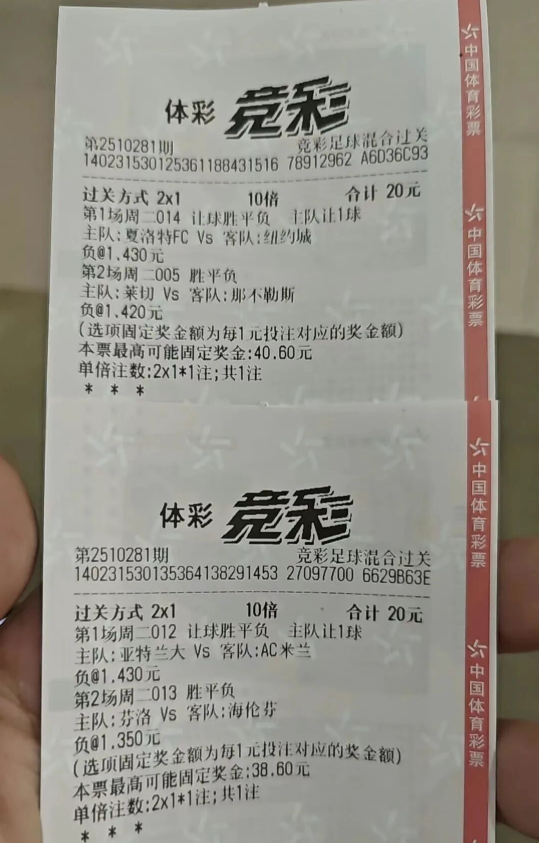 体彩 竞彩
第2510281期 竞彩足球混合过关
140231530125361188431516 78912962 A6D36C93
过关方式 2x1 10倍 合计 20元
第1场周二014 让球胜平负 主队让1球
主队:夏洛特FC Vs 客队:纽约城
负@1.430元
第2场周二005 胜平负
主队:莱切 Vs 客队:那不勒斯
负@1.420元
(选项固定奖金额为每1元投注对应的奖金额)
本票最高可能固定奖金:40.60元
单倍注数:2x1*1注;共1注
* * *
中国体育彩票
中国体育彩票
体彩 竞彩
第2510281期 竞彩足球混合过关
140231530135364138291453 27097700 6629B63E
过关方式 2x1 10倍 合计 20元
第1场周二012 让球胜平负 主队让1球
主队:亚特兰大 Vs 客队:AC米兰
负@1.430元
第2场周二013 胜平负
主队:芬洛 Vs 客队:海伦芬
负@1.350元
(选项固定奖金额为每1元投注对应的奖金额)
本票最高可能固定奖金:38.60元
单倍注数:2x1*1注;共1注
* * *
中国体育彩票
中国体育彩票